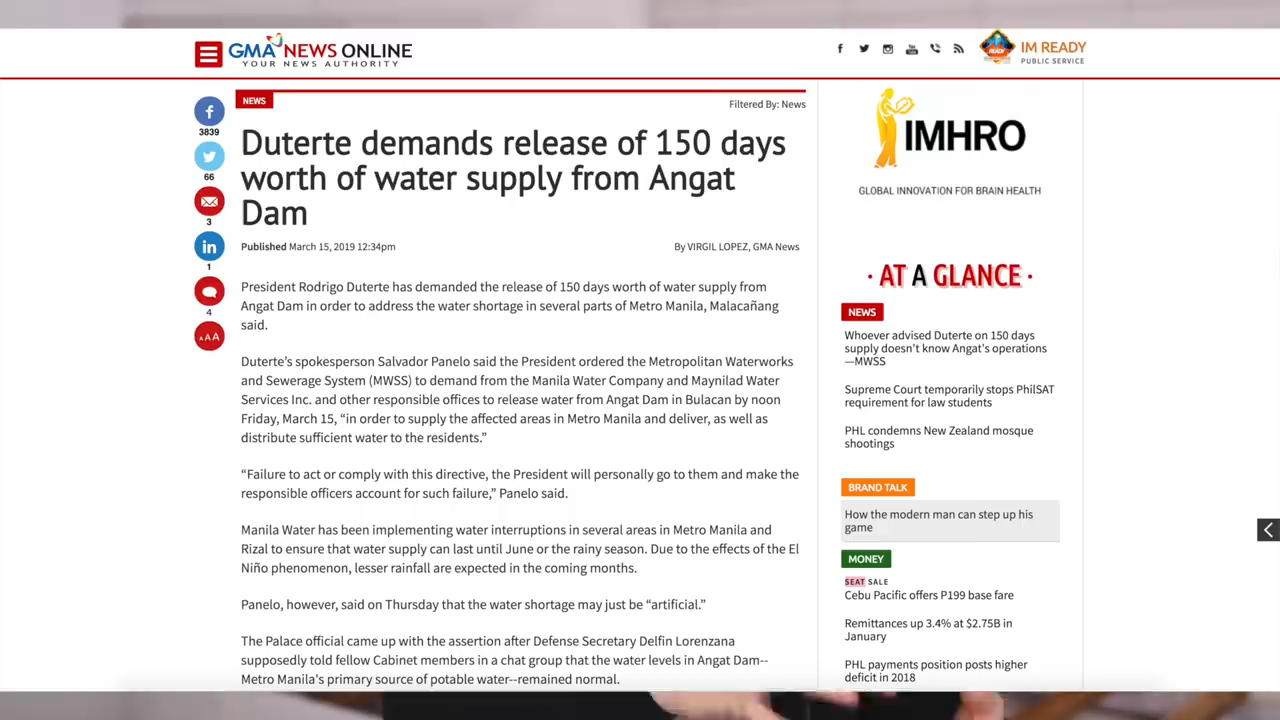 GMA NEWS ONLINE
YOUR NEWS AUTHORITY
IM READY
PUBLIC SERVICE
NEWS
Filtered By: News
Duterte demands release of 150 days
worth of water supply from Angat
Dam
Published March 15, 2019 12:34pm
By VIRGIL LOPEZ, GMA News
3839
66
3
in
1
4
AAA
President Rodrigo Duterte has demanded the release of 150 days worth of water supply from
Angat Dam in order to address the water shortage in several parts of Metro Manila, Malacañang
said.
Duterte’s spokesperson Salvador Panelo said the President ordered the Metropolitan Waterworks
and Sewerage System (MWSS) to demand from the Manila Water Company and Maynilad Water
Services Inc. and other responsible offices to release water from Angat Dam in Bulacan by noon
Friday, March 15, “in order to supply the affected areas in Metro Manila and deliver, as well as
distribute sufficient water to the residents.”
“Failure to act or comply with this directive, the President will personally go to them and make the
responsible officers account for such failure,” Panelo said.
Manila Water has been implementing water interruptions in several areas in Metro Manila and
Rizal to ensure that water supply can last until June or the rainy season. Due to the effects of the El
Niño phenomenon, lesser rainfall are expected in the coming months.
Panelo, however, said on Thursday that the water shortage may just be “artificial.”
The Palace official came up with the assertion after Defense Secretary Delfin Lorenzana
supposedly told fellow Cabinet members in a chat group that the water levels in Angat Dam--
Metro Manila's primary source of potable water--remained normal.
IMHRO
GLOBAL INNOVATION FOR BRAIN HEALTH
· AT A GLANCE ·
NEWS
Whoever advised Duterte on 150 days
supply doesn't know Angat's operations
—MWSS
Supreme Court temporarily stops PhilSAT
requirement for law students
PHL condemns New Zealand mosque
shootings
BRAND TALK
How the modern man can step up his
game
MONEY
SEAT SALE
Cebu Pacific offers P199 base fare
Remittances up 3.4% at $2.75B in
January
PHL payments position posts higher
deficit in 2018